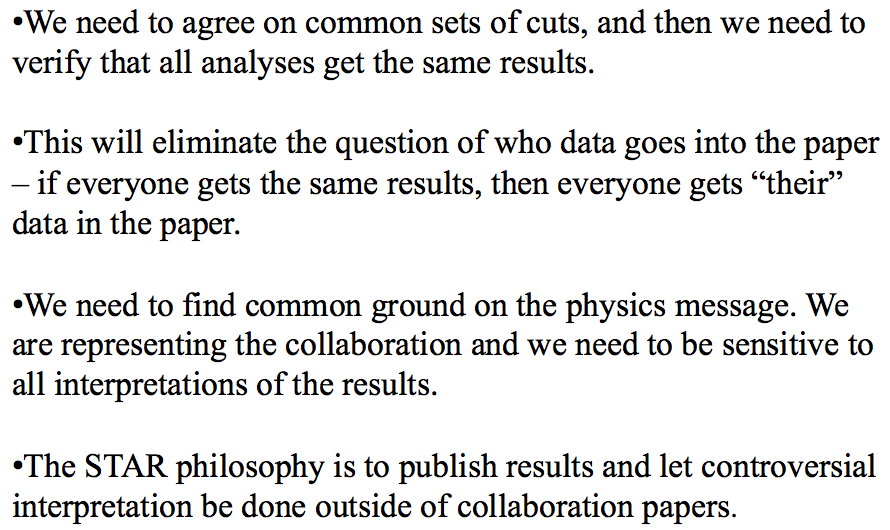 •We need to agree on common sets of cuts, and then we need to
verify that all analyses get the same results.
•This will eliminate the question of who data goes into the paper
– if everyone gets the same results, then everyone gets “their”
data in the paper.
•We need to find common ground on the physics message. We
are representing the collaboration and we need to be sensitive to
all interpretations of the results.
•The STAR philosophy is to publish results and let controversial
interpretation be done outside of collaboration papers.